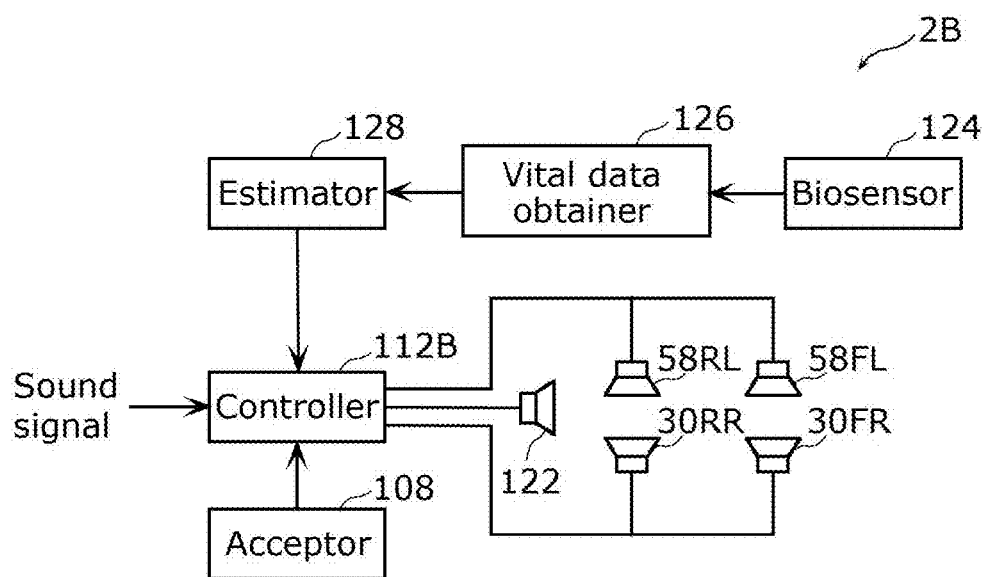 2B
128
126
124
Estimator
Vital data
obtainer
Biosensor
112B
58RL
58FL
Sound
signal
Controller
30RR
30FR
122
108
Acceptor